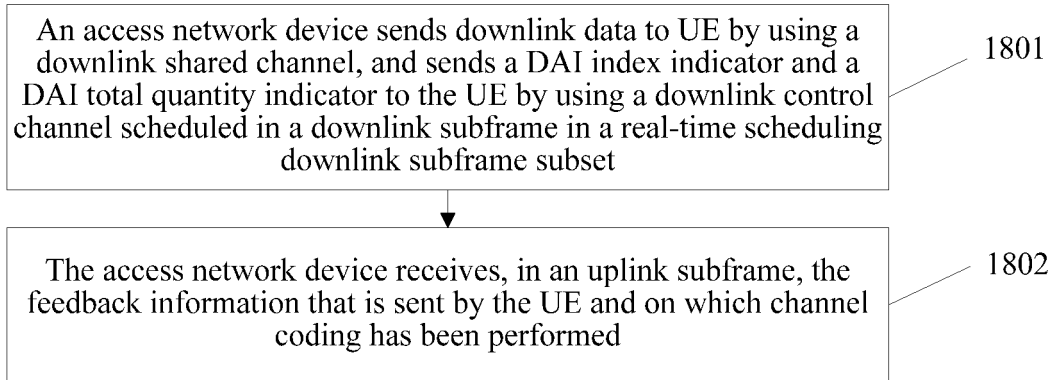 An access network device sends downlink data to UE by using a
downlink shared channel, and sends a DAI index indicator and a
DAI total quantity indicator to the UE by using a downlink control
channel scheduled in a downlink subframe in a real-time scheduling
downlink subframe subset
1801
The access network device receives, in an uplink subframe, the
feedback information that is sent by the UE and on which channel
coding has been performed
1802